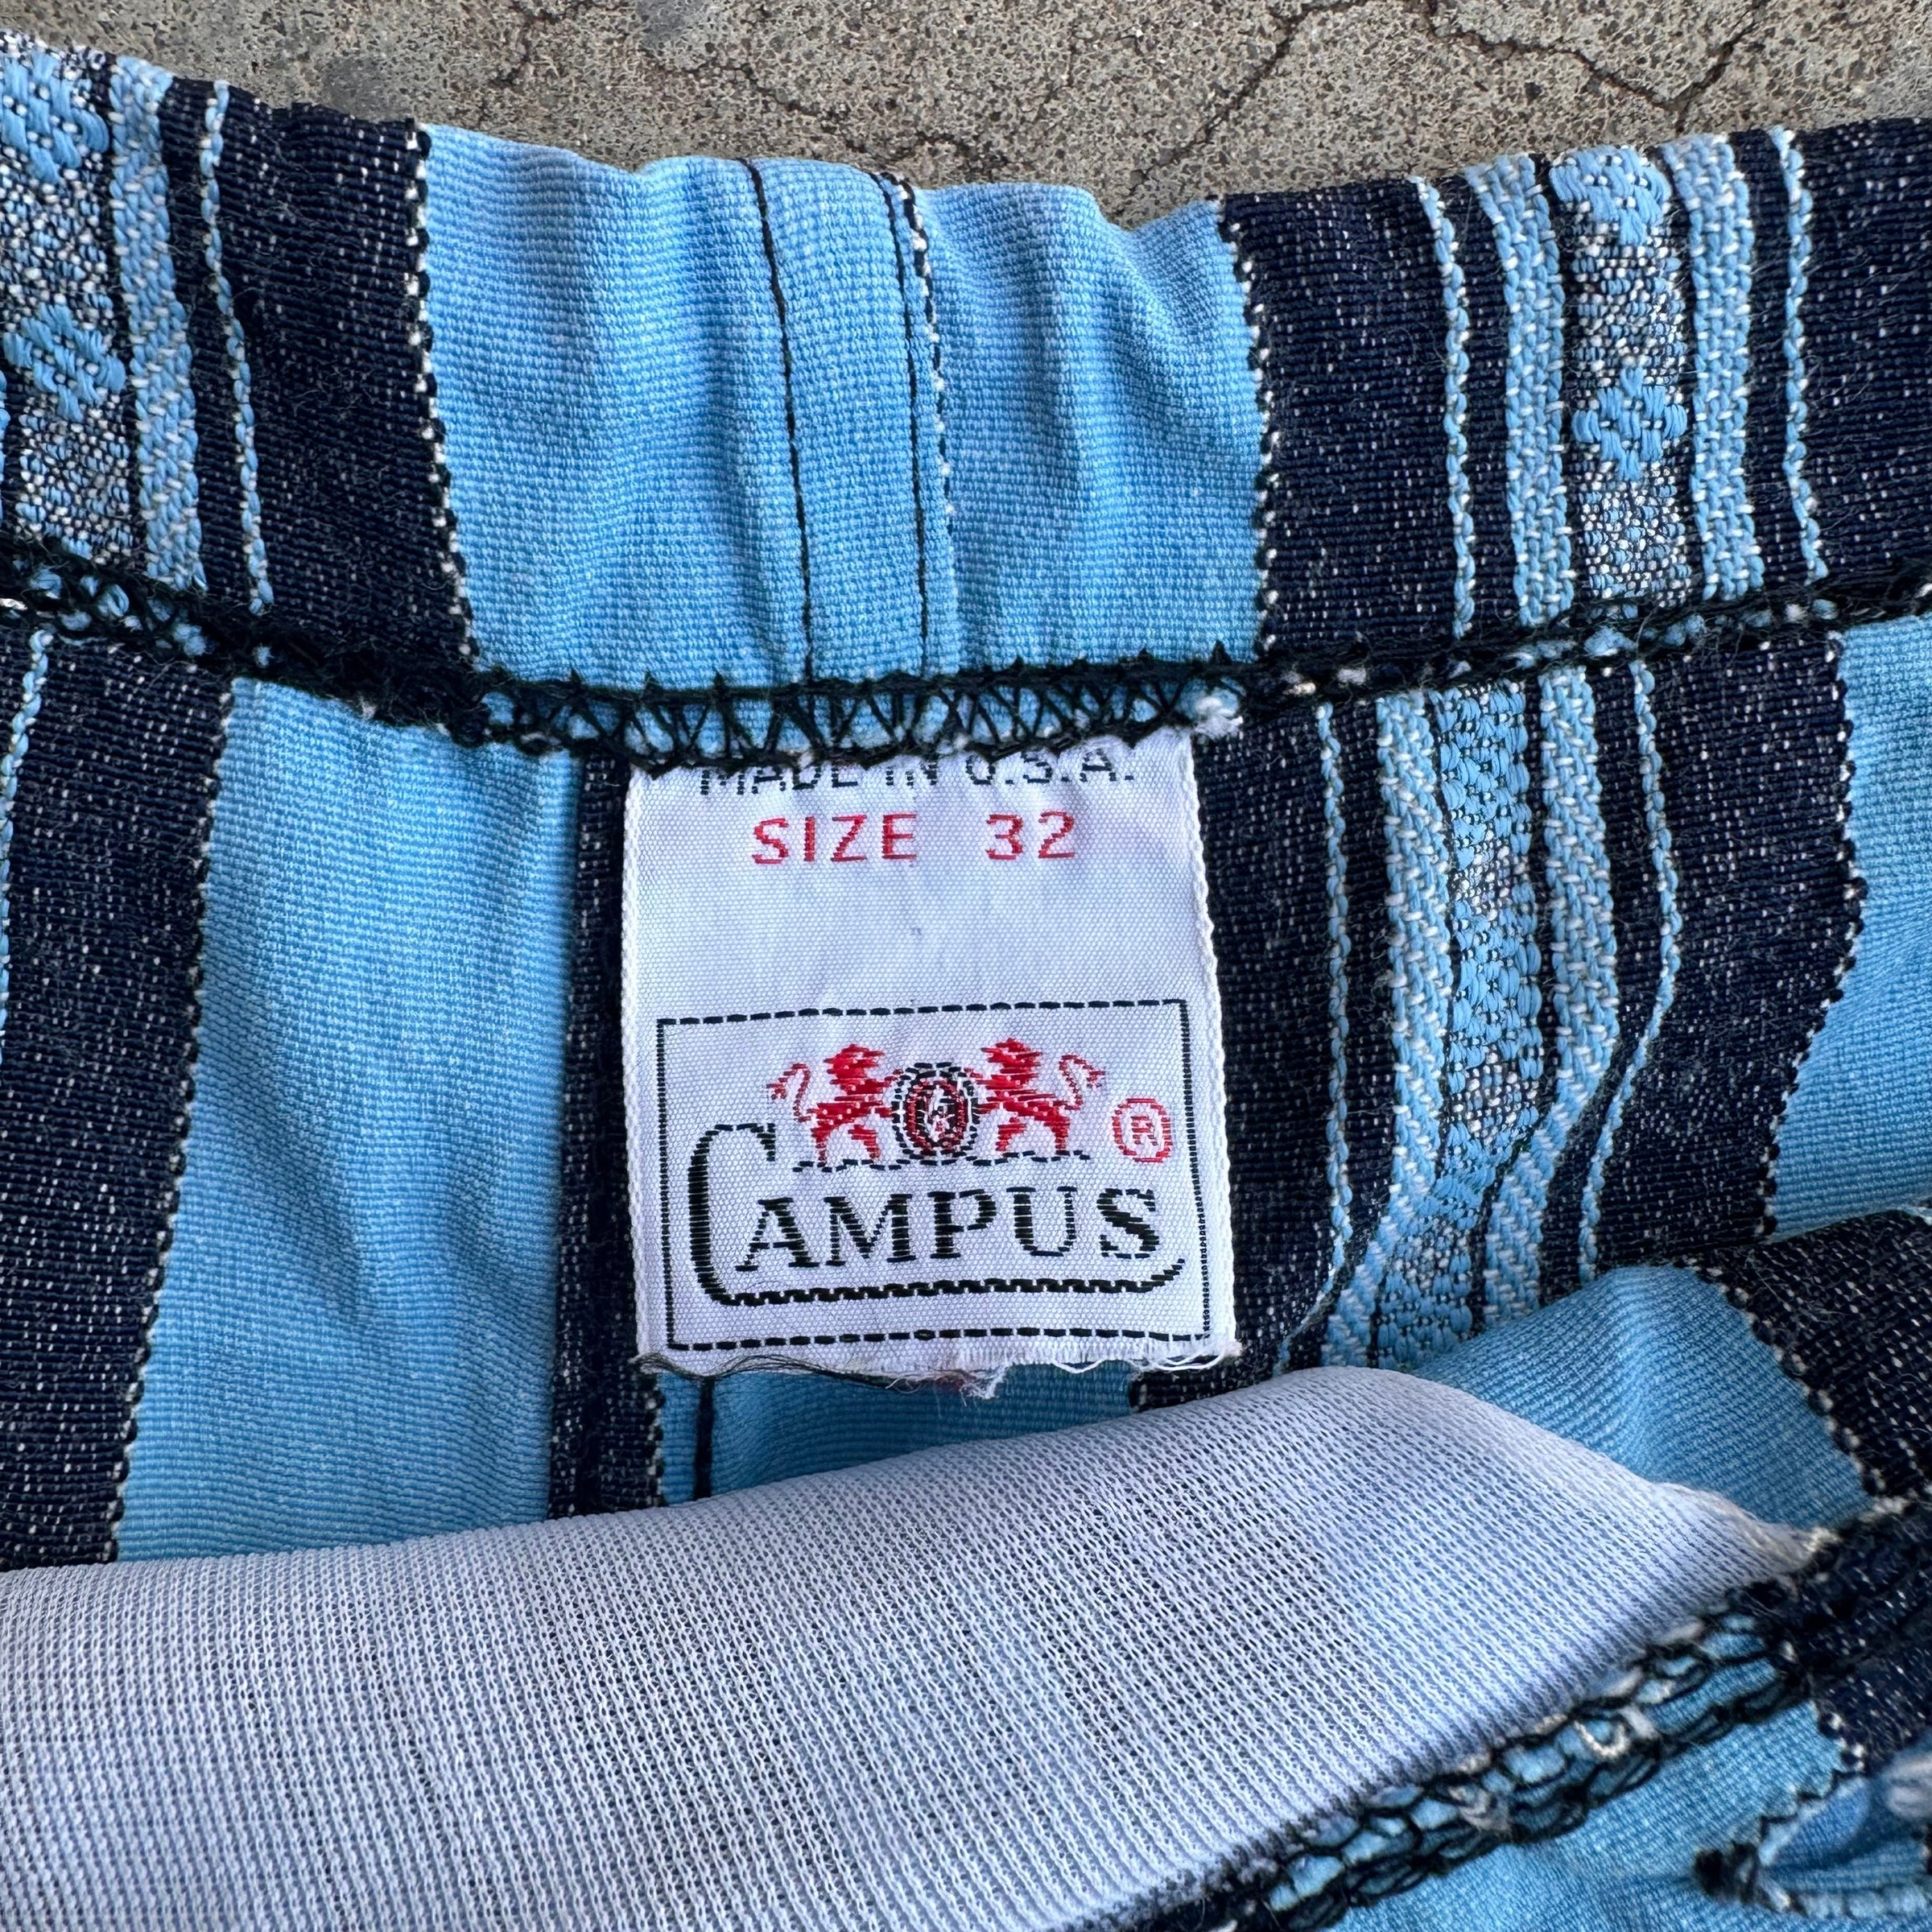 MADE IN U.S.A.
SIZE 32
®
CAMPUS